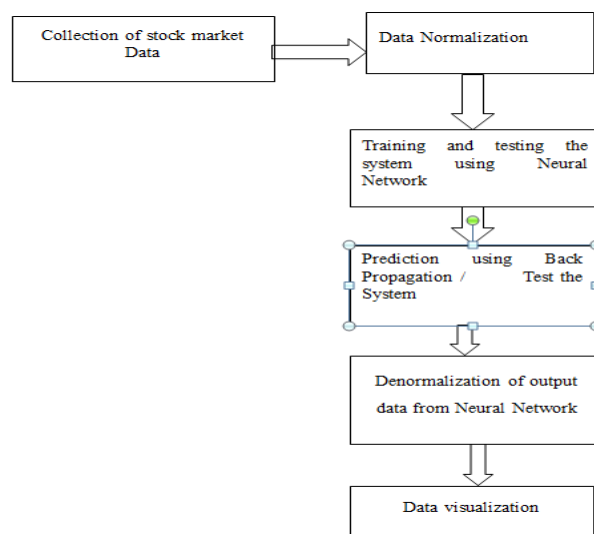 Collection of stock market
Data
Data Normalization
Training and testing the
system using Neural
Network
Prediction using Back
Propagation / Test the
System
Denormalization of output
data from Neural Network
Data visualization